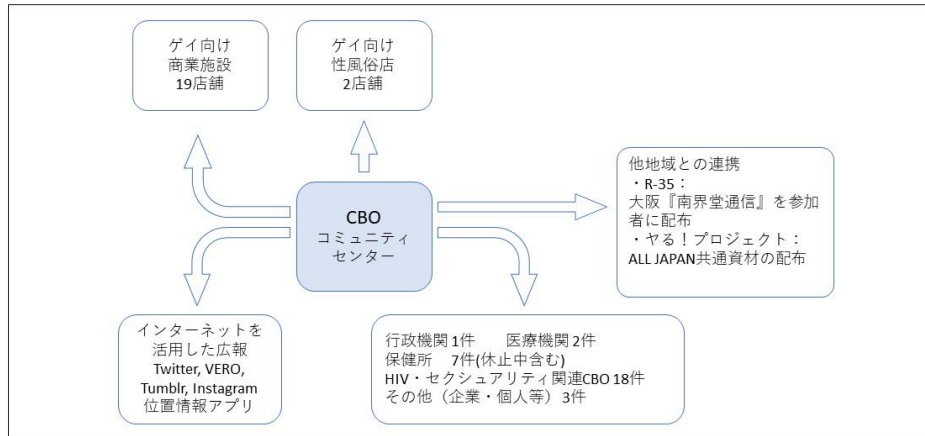 ゲイ向け
商業施設
19店舗
ゲイ向け
性風俗店
2店舗
他地域との連携
・R-35：
大阪『南界堂通信』を参加
者に配布
・ヤる！プロジェクト：
ALL JAPAN共通資材の配布
CBO
コミュニティ
センター
インターネットを
活用した広報
Twitter, VERO,
Tumblr, Instagram
位置情報アプリ
行政機関 1件　　医療機関 2件
保健所　7件(休止中含む)
HIV・セクシュアリティ関連CBO 18件
その他（企業・個人等）3件